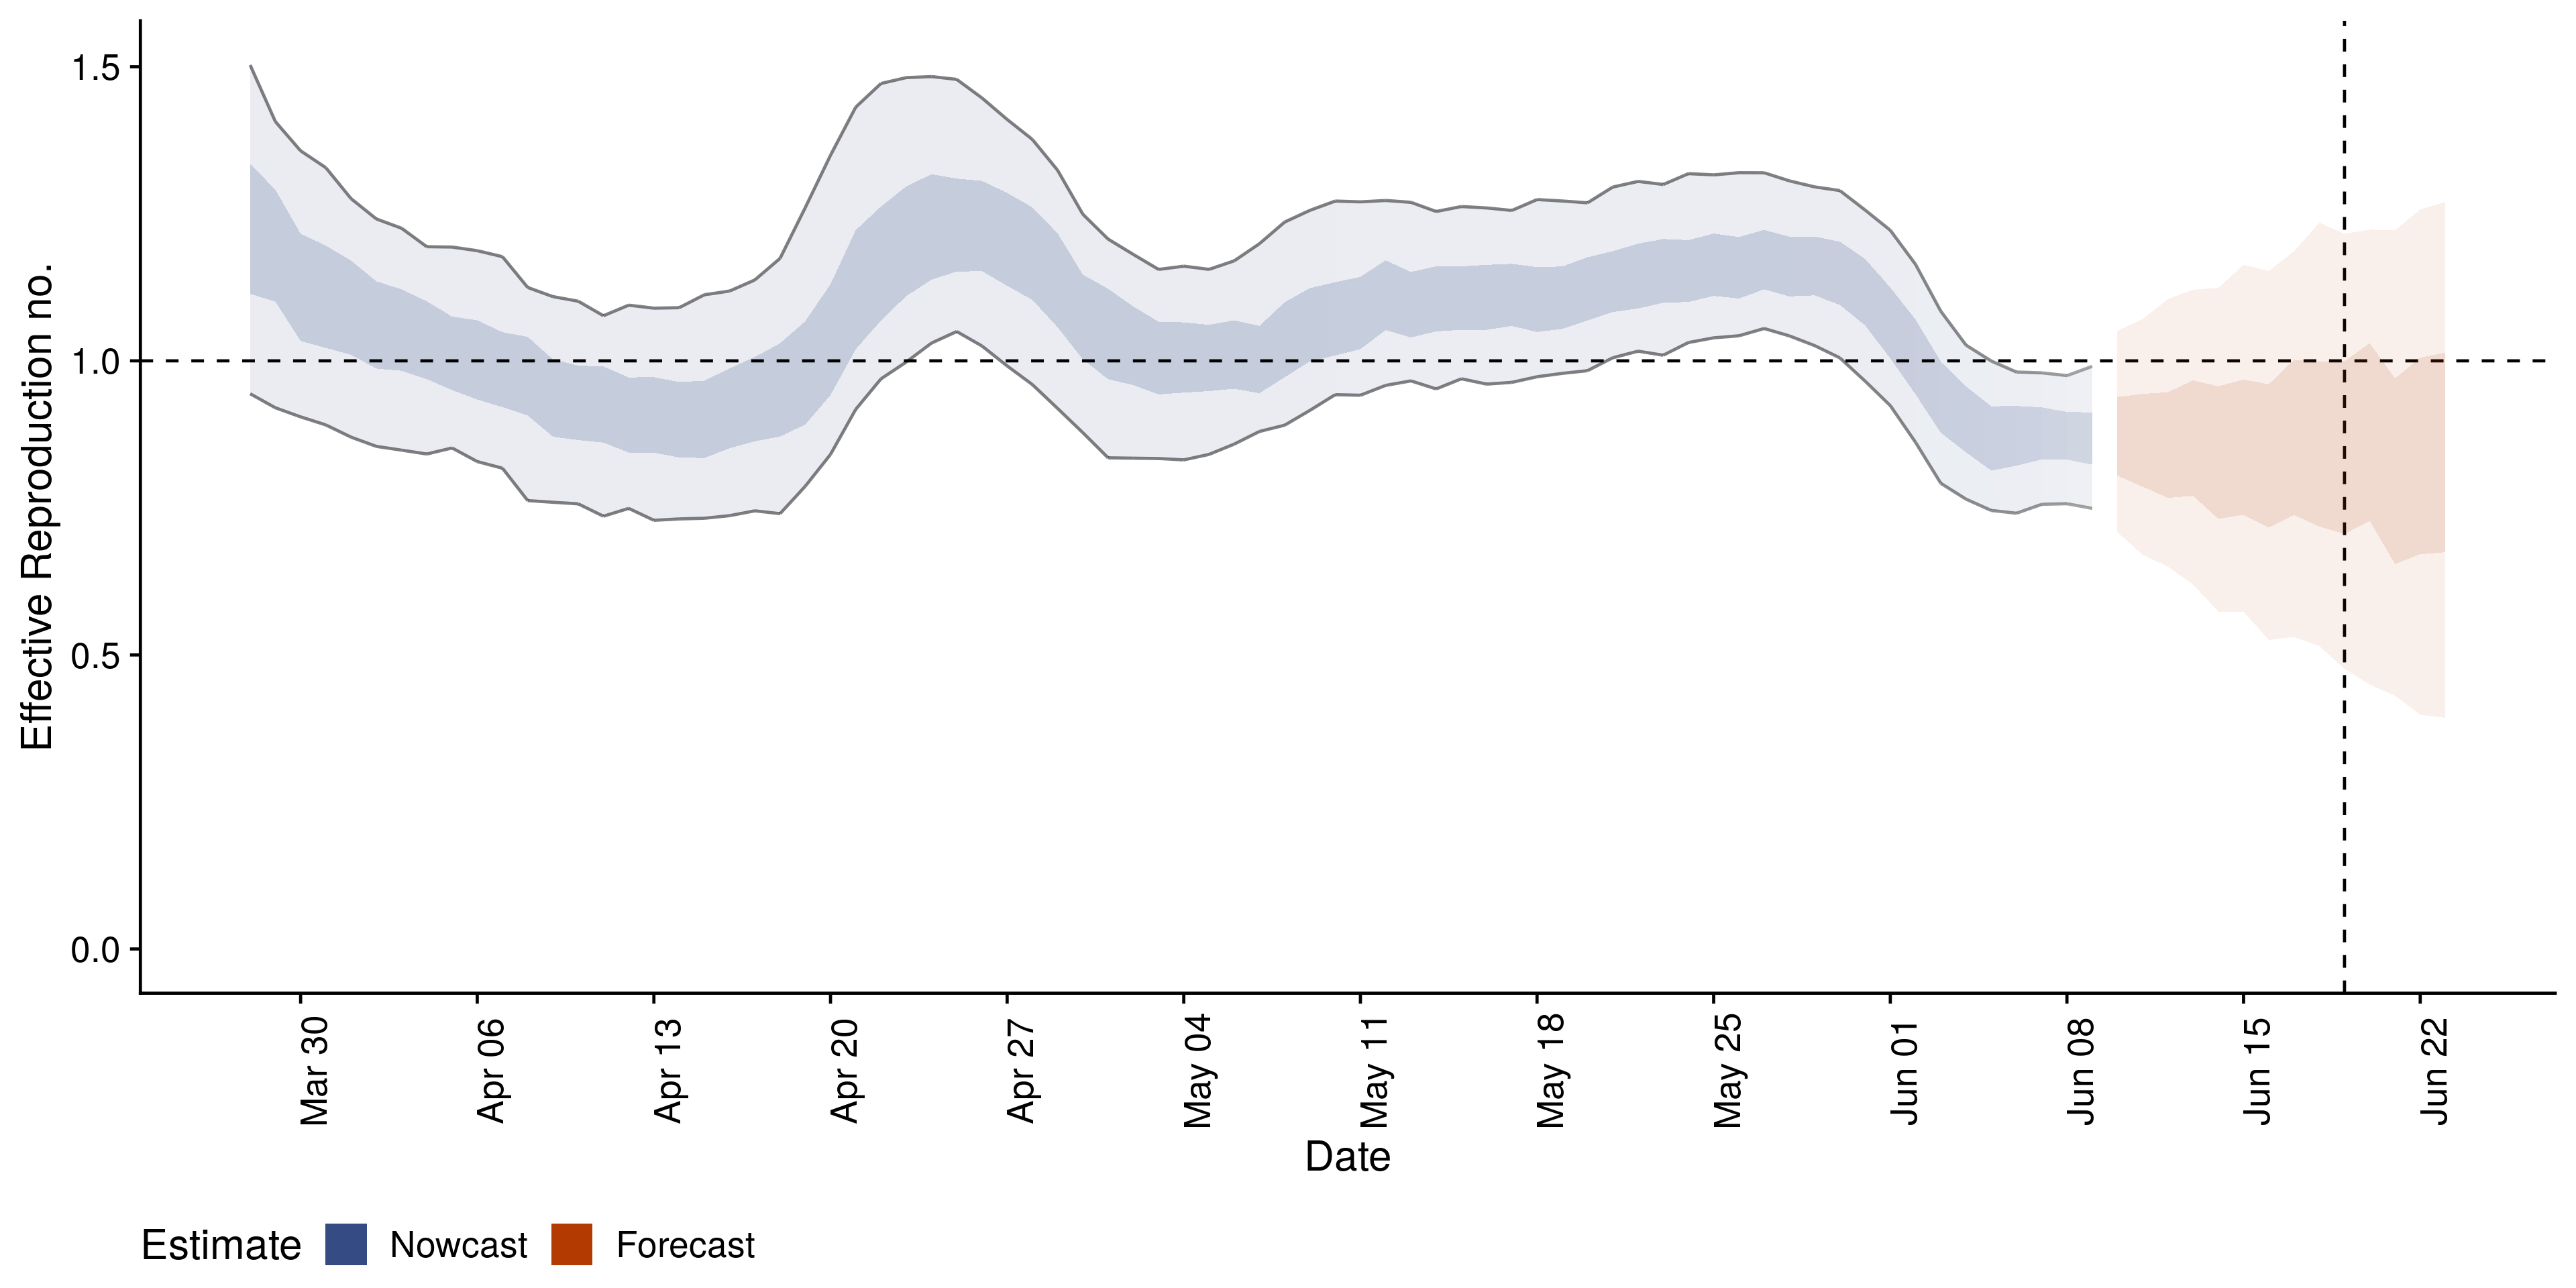 Effective Reproduction no.
1.5
1.0
0.5
0.0
Mar 30
Apr 06
Apr 13
Apr 20
Apr 27
May 04
May 11
May 18
May 25
Jun 01
Jun 08
Jun 15
Jun 22
Date
Estimate Nowcast Forecast